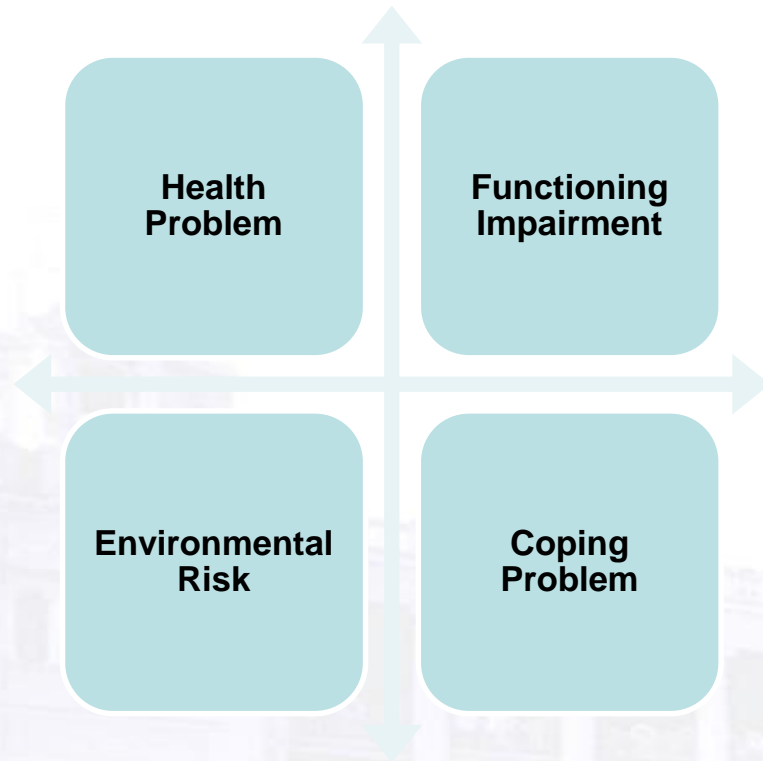 Health
Problem
Functioning
Impairment
Environmental
Risk
Coping
Problem